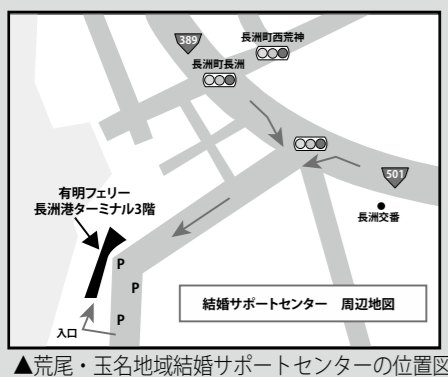 389
長洲町西荒神
長洲町長洲
501
長洲交番
有明フェリー
長洲港ターミナル3階
P
P
P
入口
結婚サポートセンター 周辺地図
▲荒尾・玉名地域結婚サポートセンターの位置図